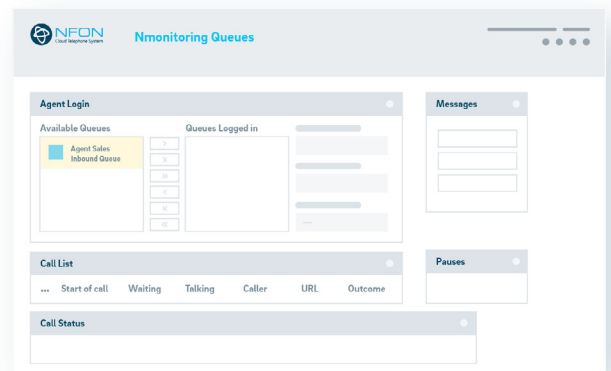 NFON
Cloud Telephone System
Nmonitoring Queues
Agent Login
Available Queues
Queues Logged in
Agent Sales
Inbound Queue
Messages
Call List
... Start of call Waiting Talking Caller URL Outcome
Pauses
Call Status